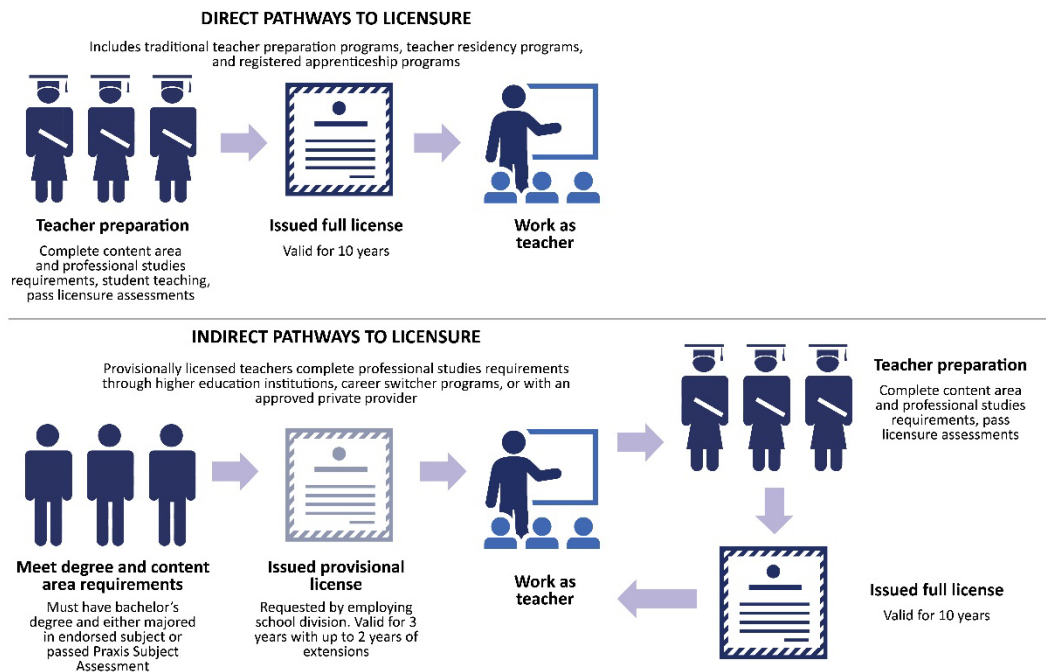 DIRECT PATHWAYS TO LICENSURE
Includes traditional teacher preparation programs, teacher residency programs,
and registered apprenticeship programs
Teacher preparation
Complete content area
and professional studies
requirements, student teaching,
pass licensure assessments
Issued full license
Valid for 10 years
Work as
teacher
INDIRECT PATHWAYS TO LICENSURE
Provisionally licensed teachers complete professional studies requirements
through higher education institutions, career switcher programs, or with an
approved private provider
Meet degree and content
area requirements
Must have bachelor’s
degree and either majored
in endorsed subject or
passed Praxis Subject
Assessment
Issued provisional
license
Requested by employing
school division. Valid for 3
years with up to 2 years of
extensions
Work as
teacher
Teacher preparation
Complete content area
and professional studies
requirements, pass
licensure assessments
Issued full license
Valid for 10 years